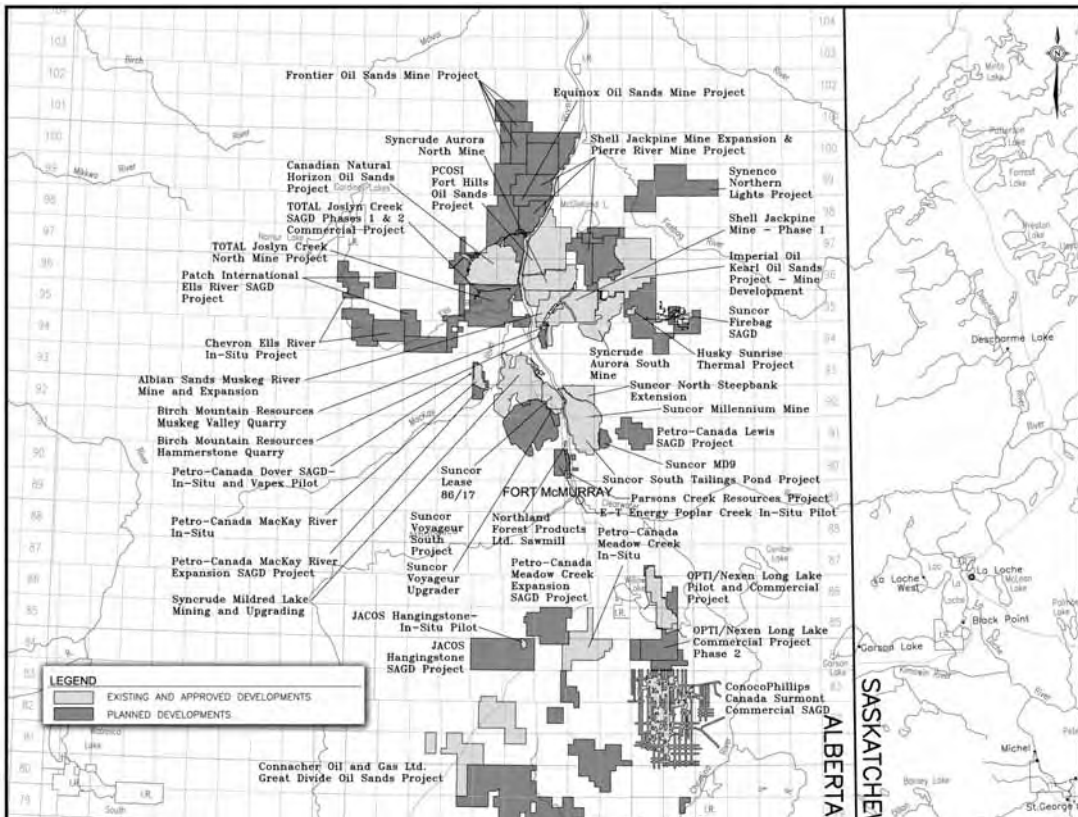 Frontier Oil Sands Mine Project
Equinox Oil Sands Mine Project
Syncrude Aurora
North Mine
Shell Jackpine Mine Expansion &
Pierre River Mine Project
Canadian Natural
Horizon Oil Sands
Project
PCOSI
Fort Hills
Oil Sands
Project
Synenco
Northern
Lights Project
TOTAL Joslyn Creek
SAGD Phases 1 & 2
Commercial Project
Shell Jackpine
Mine - Phase 1
TOTAL Joslyn Creek
North Mine Project
Imperial Oil
Kearl Oil Sands
Project - Mine
Development
Patch International
Ells River SAGD
Project
Suncor
Firebag
SAGD
Chevron Ells River
In-Situ Project
Syncrude
Aurora South
Mine
Husky Sunrise
Thermal Project
Albian Sands Muskeg River
Mine and Expansion
Suncor North Steepbank
Extension
Birch Mountain Resources
Muskeg Valley Quarry
Suncor Millennium Mine
Birch Mountain Resources
Hammerstone Quarry
Petro-Canada Lewis
SAGD Project
Petro-Canada Dover SAGD-
In-Situ and Vapex Pilot
Suncor MD9
Suncor South Tailings Pond Project
Suncor
Lease
86/17
FORT McMURRAY
Parsons Creek Resources Project
E-T Energy Poplar Creek In-Situ Pilot
Petro-Canada MacKay River
In-Situ
Suncor
Voyageur
South
Project
Northland
Forest Products
Ltd. Sawmill
Petro-Canada
Meadow Creek
In-Situ
Petro-Canada MacKay River
Expansion SAGD Project
Suncor
Voyageur
Upgrader
Petro-Canada
Meadow Creek
Expansion
SAGD Project
OPTI/Nexen Long Lake
Pilot and Commercial
Project
Syncrude Mildred Lake
Mining and Upgrading
JACOS Hangingstone-
In-Situ Pilot
JACOS
Hangingstone
SAGD Project
OPTI/Nexen Long Lake
Commercial Project
Phase 2
ConocoPhillips
Canada Surmont
Commercial SAGD
Connacher Oil and Gas Ltd.
Great Divide Oil Sands Project
LEGEND
EXISTING AND APPROVED DEVELOPMENTS
PLANNED DEVELOPMENTS
ALBERTA
N
Descharme Lake
La Loche
West
La Loche
Black Point
Garson Lake
Michel
Birch
River
Mikkwa River
McClelland L.
Firebag
River